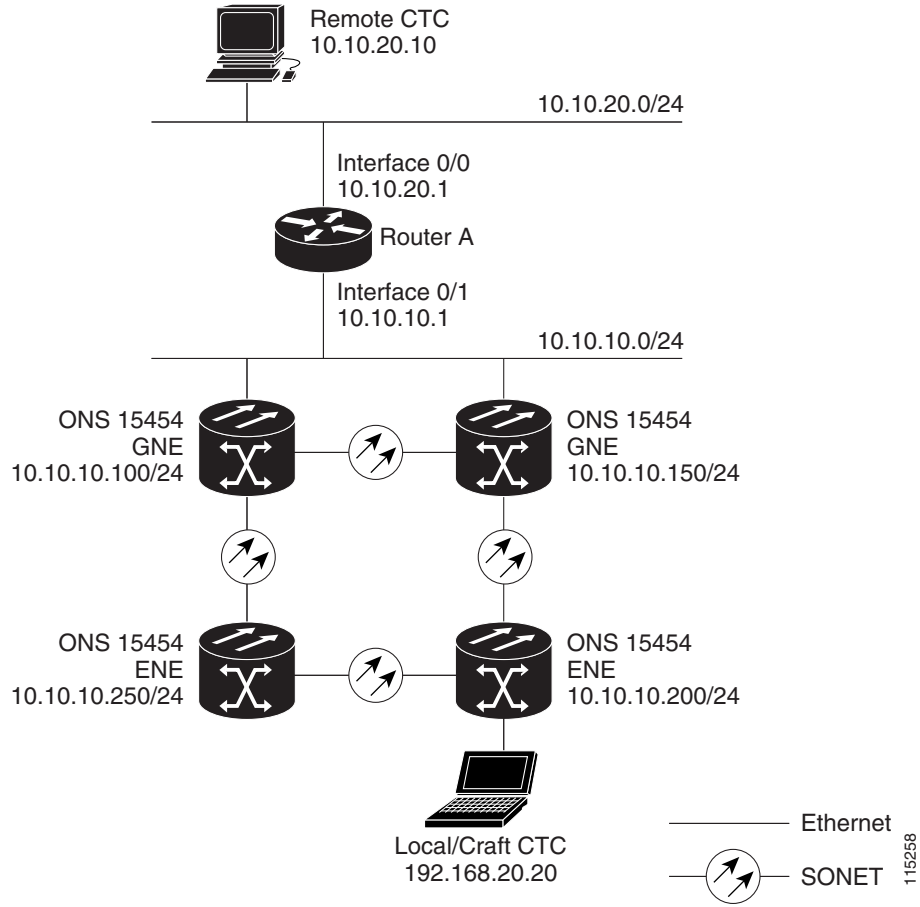 Remote CTC
10.10.20.10
10.10.20.0/24
Interface 0/0
10.10.20.1
Router A
Interface 0/1
10.10.10.1
10.10.10.0/24
ONS 15454
GNE
10.10.10.100/24
ONS 15454
GNE
10.10.10.150/24
ONS 15454
ENE
10.10.10.250/24
ONS 15454
ENE
10.10.10.200/24
Local/Craft CTC
192.168.20.20
Ethernet
SONET
115258